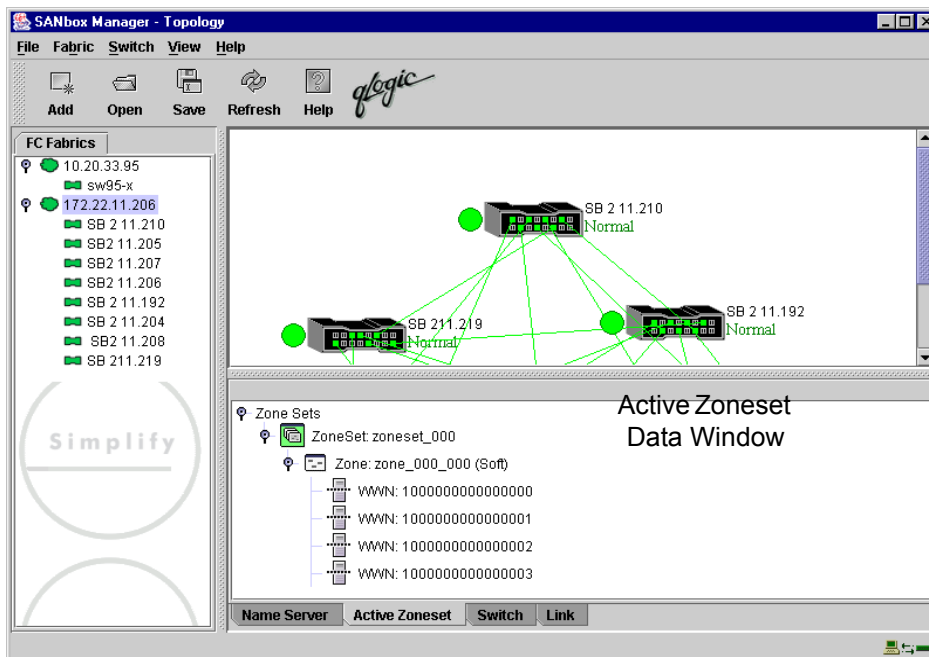 SANbox Manager - Topology
File Fabric Switch View Help
Add Open Save Refresh Help
qlogic
FC Fabrics
10.20.33.95
sw95-x
172.22.11.206
SB 2 11.210
SB2 11.205
SB2 11.207
SB2 11.206
SB 2 11.192
SB 2 11.204
SB2 11.208
SB 211.219
Simplify
SB 2 11.210
Normal
SB 211.219
Normal
SB 2 11.192
Normal
Active Zoneset
Data Window
Zone Sets
ZoneSet: zoneset_000
Zone: zone_000_000 (Soft)
WWN: 1000000000000000
WWN: 1000000000000001
WWN: 1000000000000002
WWN: 1000000000000003
Name Server Active Zoneset Switch Link